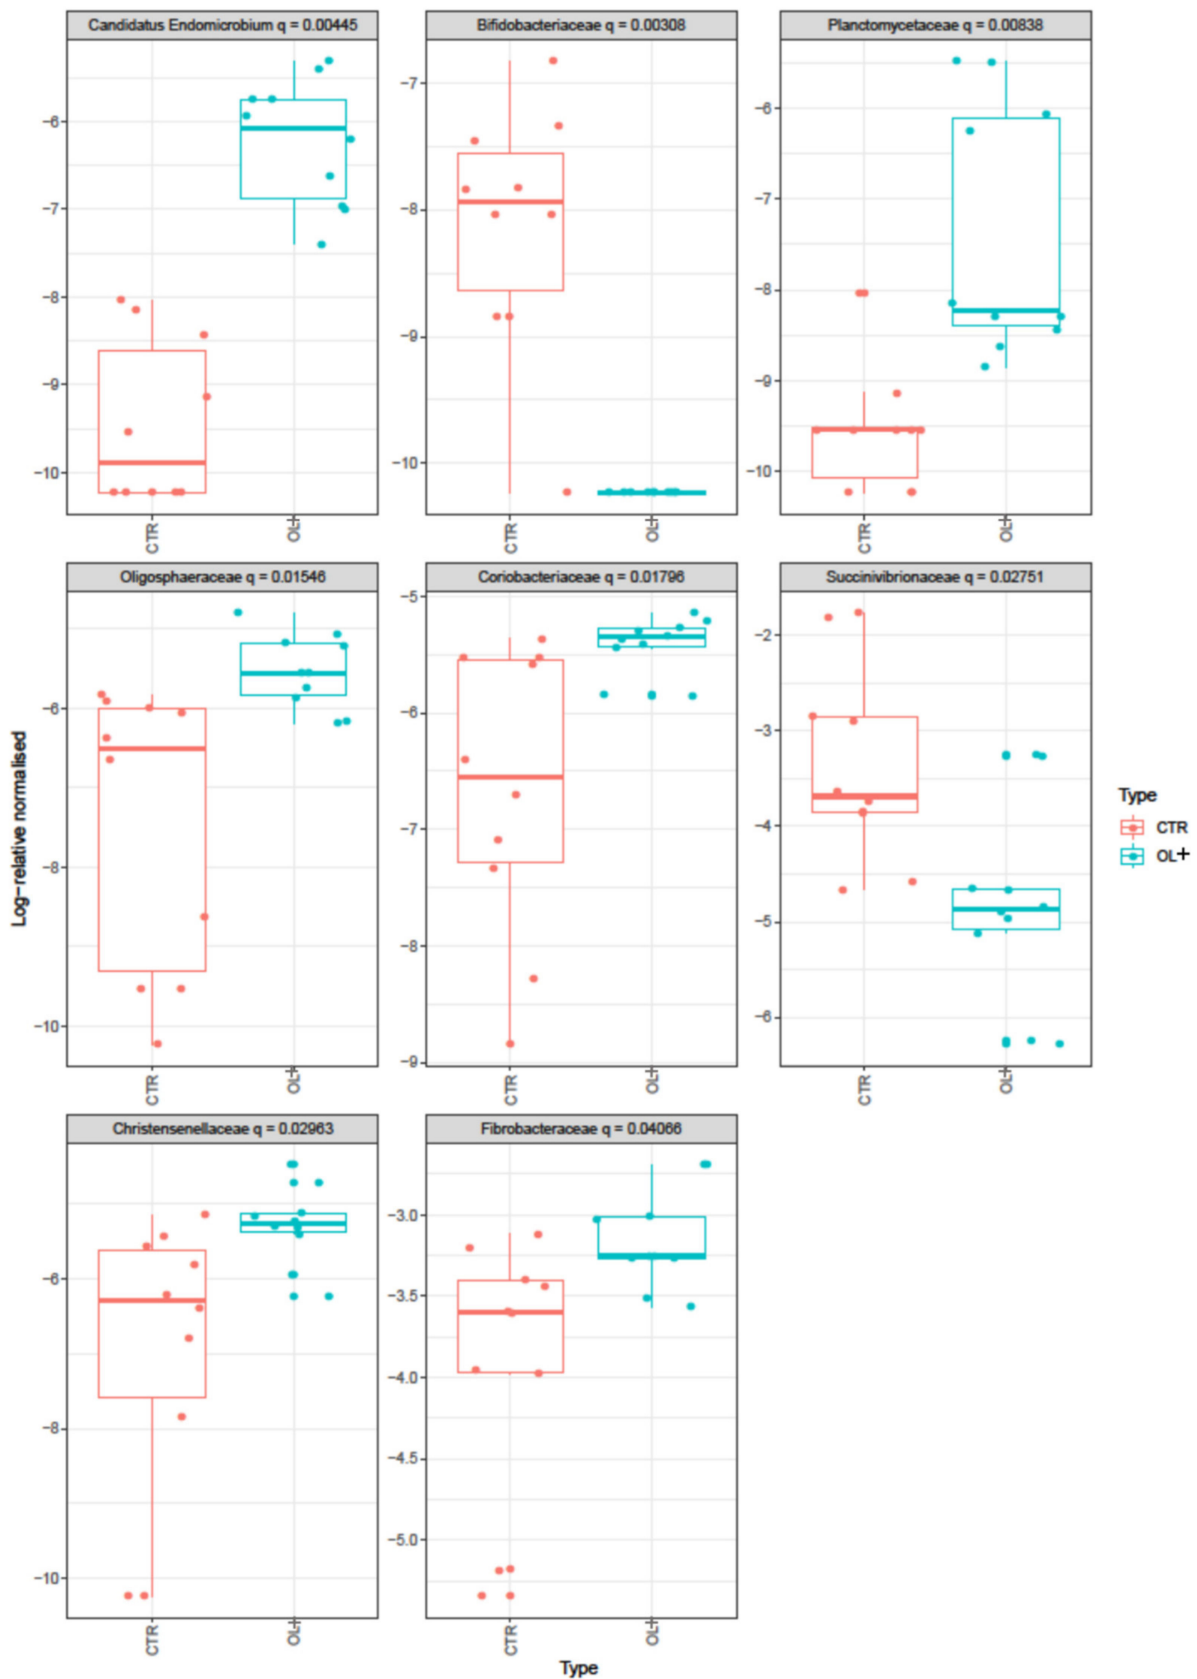 Candidatus Endomicrobium q = 0.00445
Bifidobacteriaceae q = 0.00308
Planctomycetaceae q = 0.00838
−6
−7
−8
−9
−10
−7
−8
−9
−10
−6
−7
−8
−9
−10
CTR
OL+
CTR
OL+
CTR
OL+
Oligosphaeraceae q = 0.01546
Coriobacteriaceae q = 0.01796
Succinivibrionaceae q = 0.02751
−6
−8
−10
−5
−6
−7
−8
−9
−2
−3
−4
−5
−6
CTR
OL+
CTR
OL+
CTR
OL+
Log−relative normalised
Type
CTR
OL+
Christensenellaceae q = 0.02963
Fibrobacteraceae q = 0.04066
−6
−8
−10
−3.0
−3.5
−4.0
−4.5
−5.0
CTR
OL+
CTR
OL+
Type